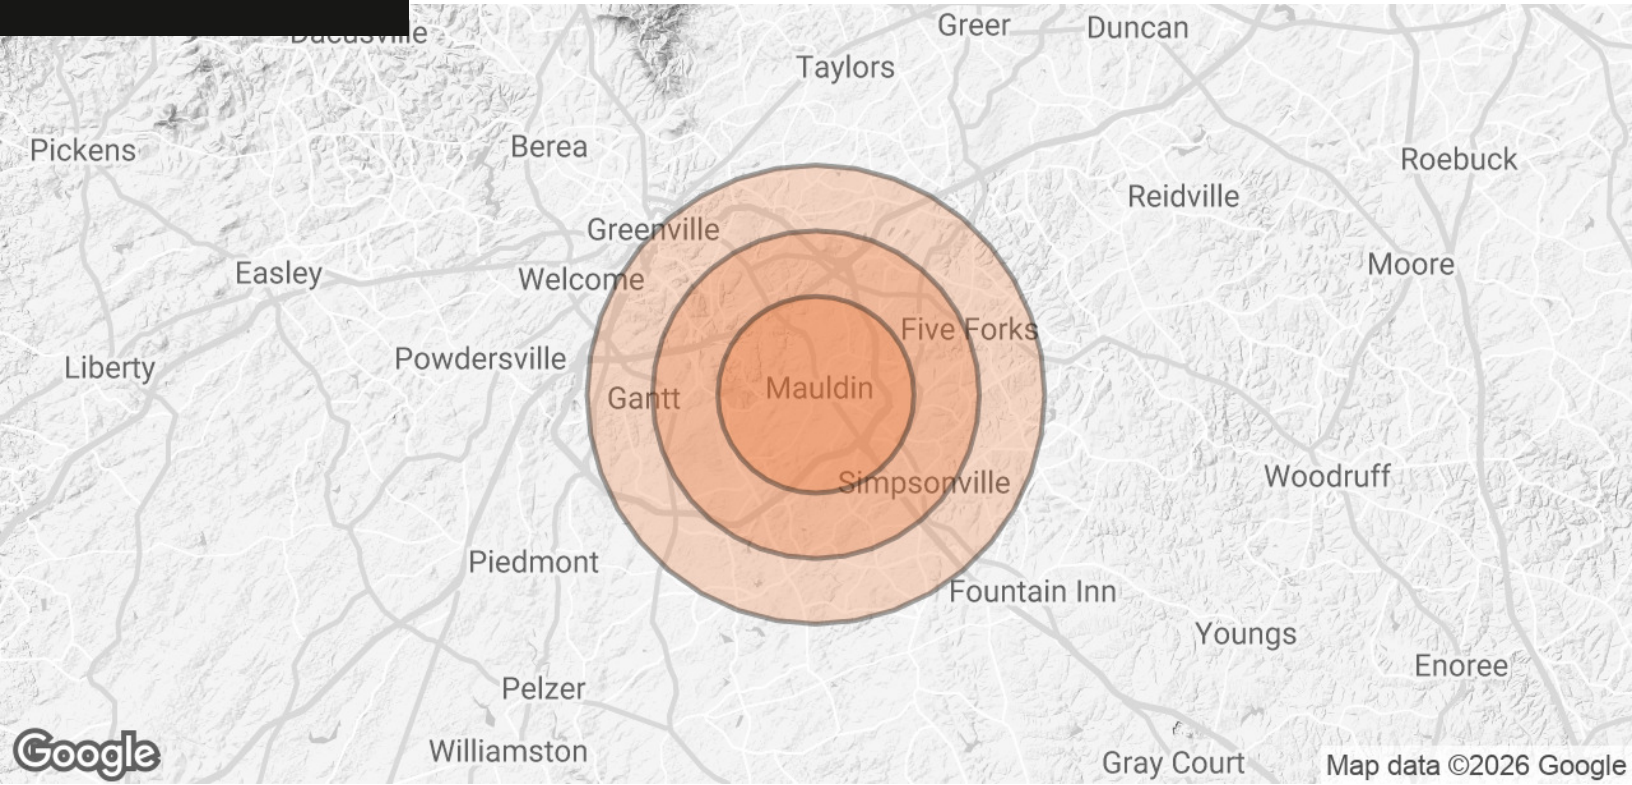 Greer
Duncan
Dacusville
Taylors
Berea
Pickens
Roebuck
Reidville
Greenville
Moore
Easley
Welcome
Five Forks
Powdersville
Liberty
Mauldin
Gantt
Woodruff
Simpsonville
Piedmont
Fountain Inn
Youngs
Enoree
Pelzer
Google
Williamston
Gray Court
Map data ©2026 Google